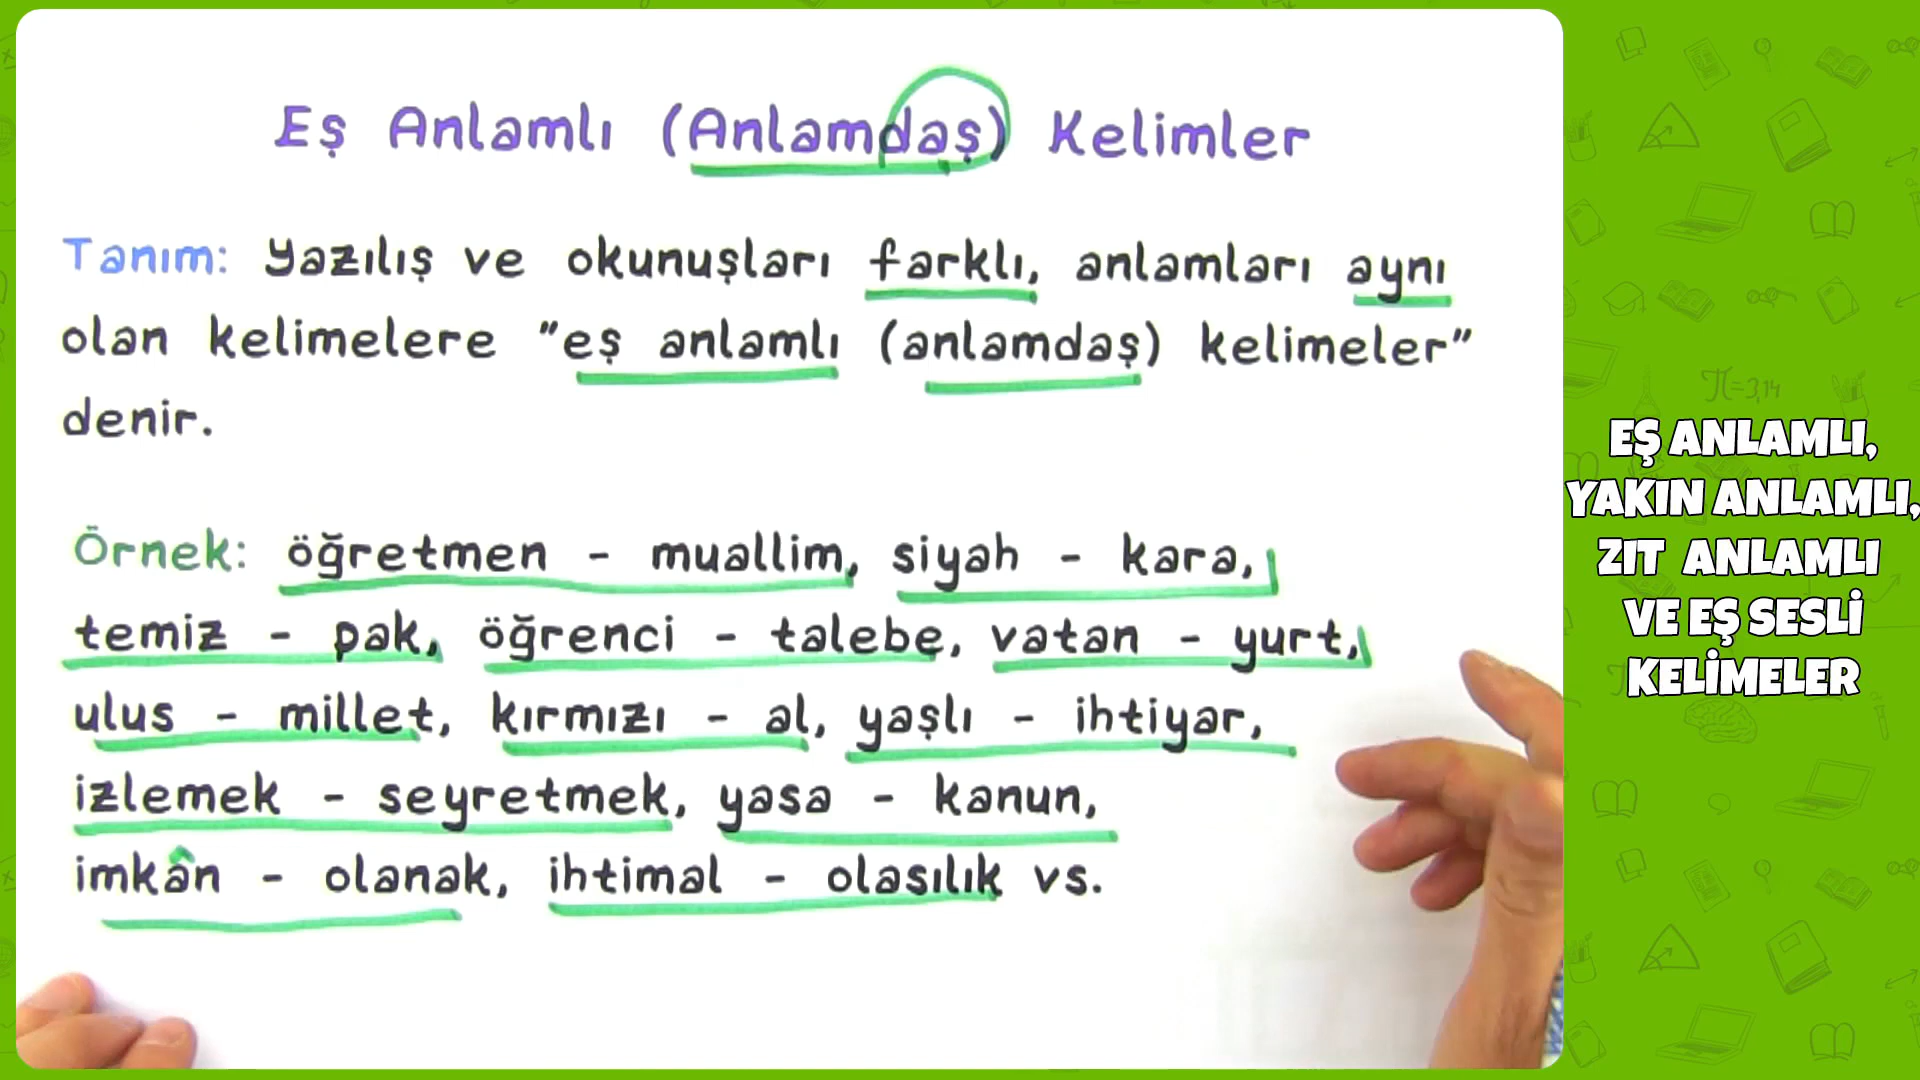 Eş Anlamlı (Anlamdaş) Kelimler
Tanım: Yazılış ve okunuşları farklı, anlamları aynı
olan kelimelere "eş anlamlı (anlamdaş) kelimeler"
denir.
Örnek: öğretmen - muallim, siyah - kara,
temiz - pak, öğrenci - talebe, vatan - yurt,
ulus - millet, kırmızı - al, yaşlı - ihtiyar,
izlemek - seyretmek, yasa - kanun,
imkân - olanak, ihtimal - olasılık vs.
EŞ ANLAMLI,
YAKIN ANLAMLI,
ZIT ANLAMLI
VE EŞ SESLİ
KELİMELER
π=3,14